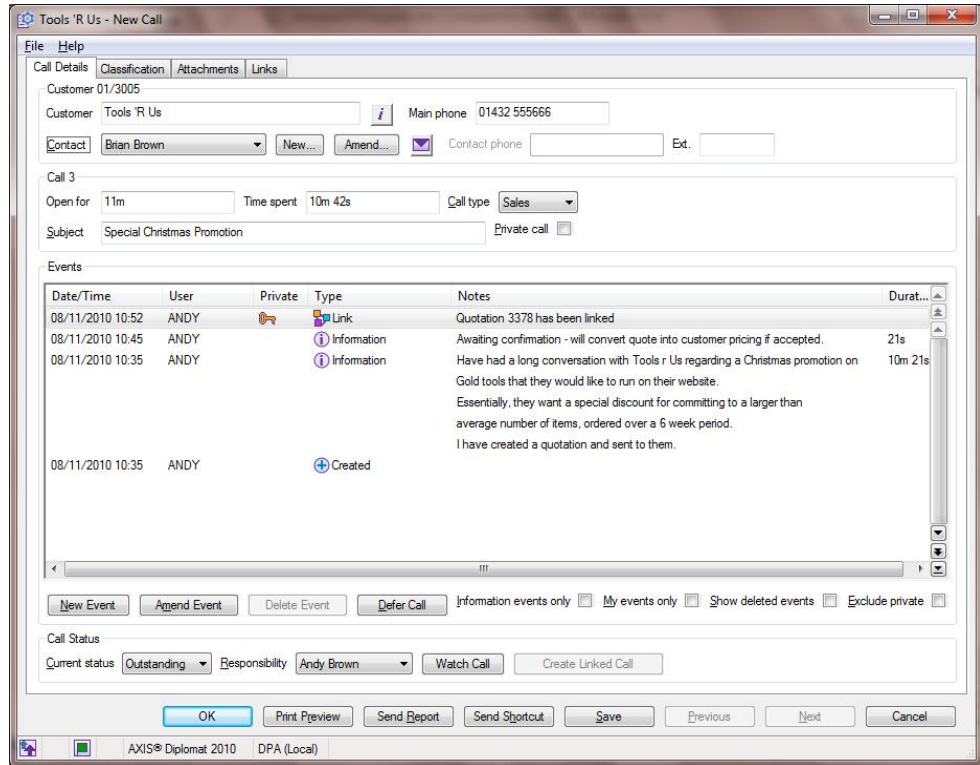 Tools 'R Us - New Call
File Help
Call Details Classification Attachments Links
Customer 01/3005
Customer Tools 'R Us i Main phone 01432 555666
Contact Brian Brown New... Amend... Contact phone Ext.
Call 3
Open for 11m Time spent 10m 42s Call type Sales
Subject Special Christmas Promotion Private call
Events
Date/Time User Private Type Notes Durat...
08/11/2010 10:52 ANDY Link Quotation 3378 has been linked
08/11/2010 10:45 ANDY i Information Awaiting confirmation - will convert quote into customer pricing if accepted. 21s
08/11/2010 10:35 ANDY i Information Have had a long conversation with Tools r Us regarding a Christmas promotion on 10m 21s
Gold tools that they would like to run on their website.
Essentially, they want a special discount for committing to a larger than
average number of items, ordered over a 6 week period.
I have created a quotation and sent to them.
08/11/2010 10:35 ANDY Created
New Event Amend Event Delete Event Defer Call Information events only My events only Show deleted events Exclude private
Call Status
Current status Outstanding Responsibility Andy Brown Watch Call Create Linked Call
OK Print Preview Send Report Send Shortcut Save Previous Next Cancel
AXIS® Diplomat 2010 DPA (Local)